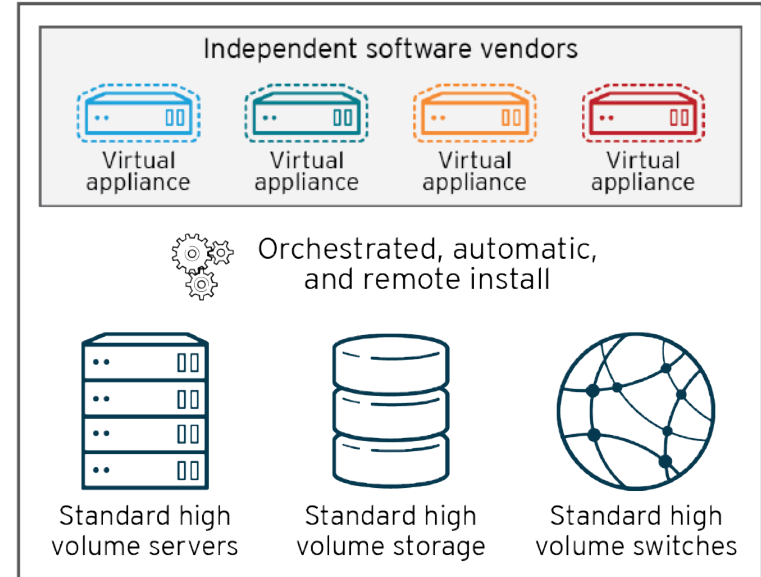 Independent software vendors
Virtual
appliance
Virtual
appliance
Virtual
appliance
Virtual
appliance
Orchestrated, automatic,
and remote install
Standard high
volume servers
Standard high
volume storage
Standard high
volume switches